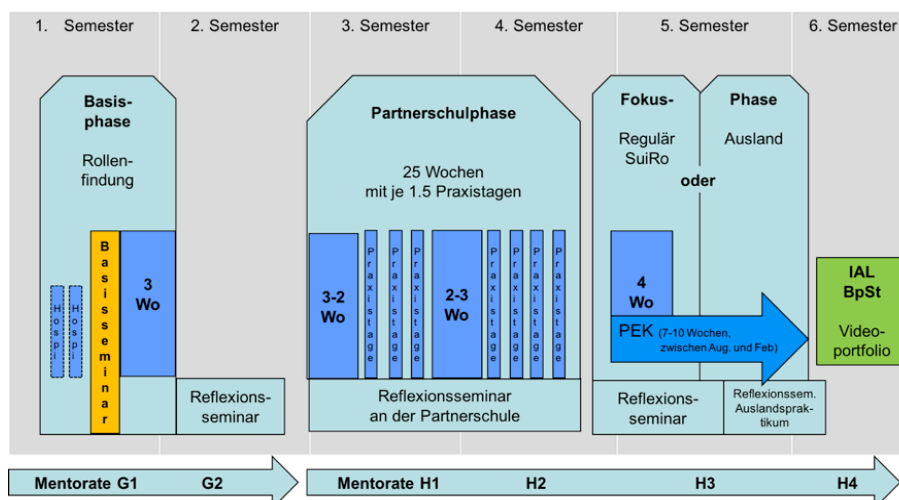 1. Semester
2. Semester
3. Semester
4. Semester
5. Semester
6. Semester
Basis-
phase
Rollen-
findung
Hospi
Hospi
Basisseminar
3
Wo
Reflexions-
seminar
Partnerschulphase
25 Wochen
mit je 1.5 Praxistagen
3-2
Wo
Praxistage
Praxistage
Praxistage
2-3
Wo
Praxistage
Praxistage
Praxistage
Praxistage
Reflexionsseminar
an der Partnerschule
Fokus-
Phase
Regulär
SuiRo
Ausland
oder
4
Wo
PEK (7-10 Wochen,
zwischen Aug. und Feb)
Reflexions-
seminar
Reflexionssem.
Auslandsprak-
tikum
IAL
BpSt
Video-
portfolio
Mentorate G1
G2
Mentorate H1
H2
H3
H4